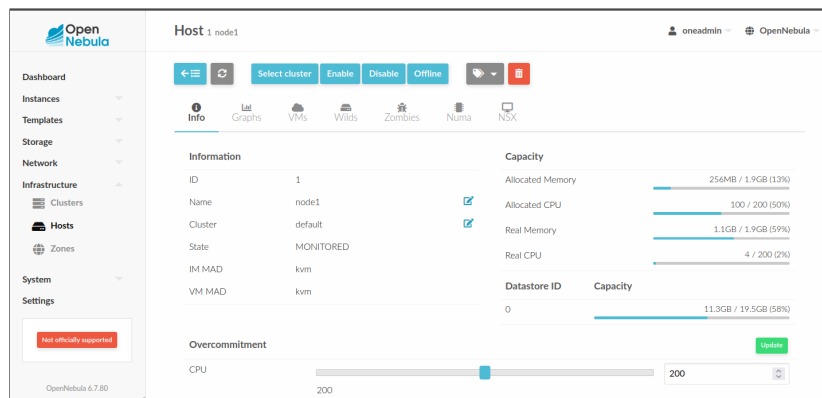 Open
Nebula
Host 1 node1
oneadmin
OpenNebula
Select cluster Enable Disable Offline
Dashboard
Instances
Templates
Storage
Network
Infrastructure
Clusters
Hosts
Zones
System
Settings
Not officially supported
OpenNebula 6.7.80
Info Graphs VMs Wilds Zombies Numa NSX
Information
ID 1
Name node1
Cluster default
State MONITORED
IM MAD kvm
VM MAD kvm
Capacity
Allocated Memory 256MB / 1.9GB (13%)
Allocated CPU 100 / 200 (50%)
Real Memory 1.1GB / 1.9GB (59%)
Real CPU 4 / 200 (2%)
Datastore ID Capacity
0 11.3GB / 19.5GB (58%)
Overcommitment
Update
CPU 200
200